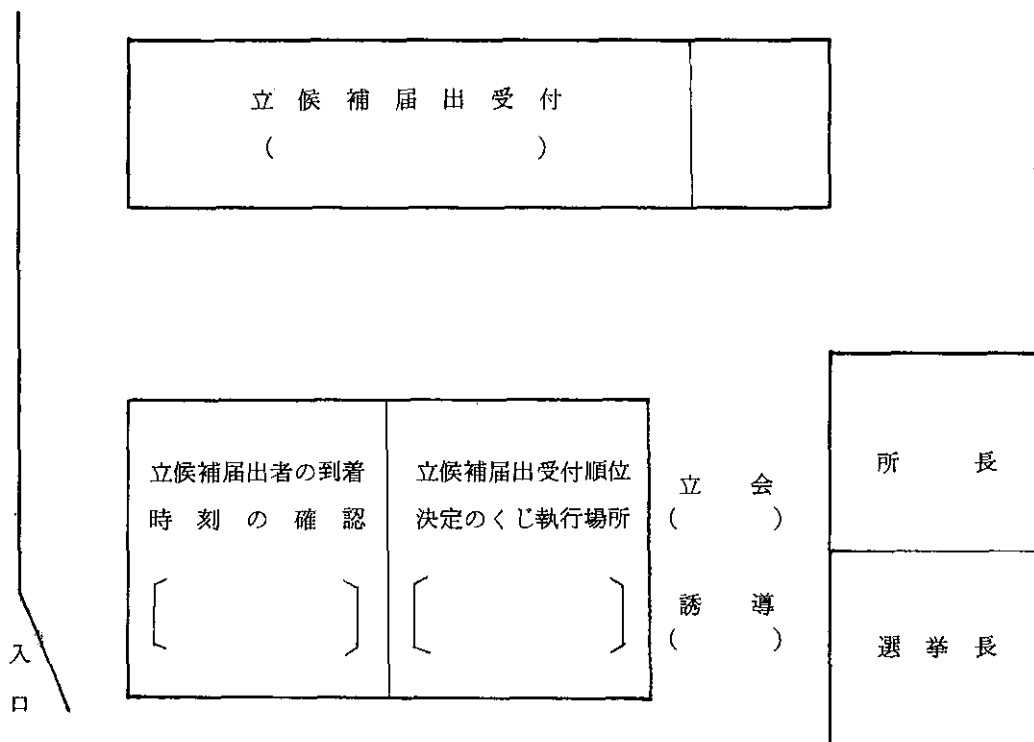 立候補届出受付
(　　　　　　)
立候補届出者の到着
時刻の確認
〔　　　　　〕
立候補届出受付順位
決定のくじ執行場所
〔　　　　　〕
立会
(　　　)
誘導
(　　　)
所長
選挙長
入口